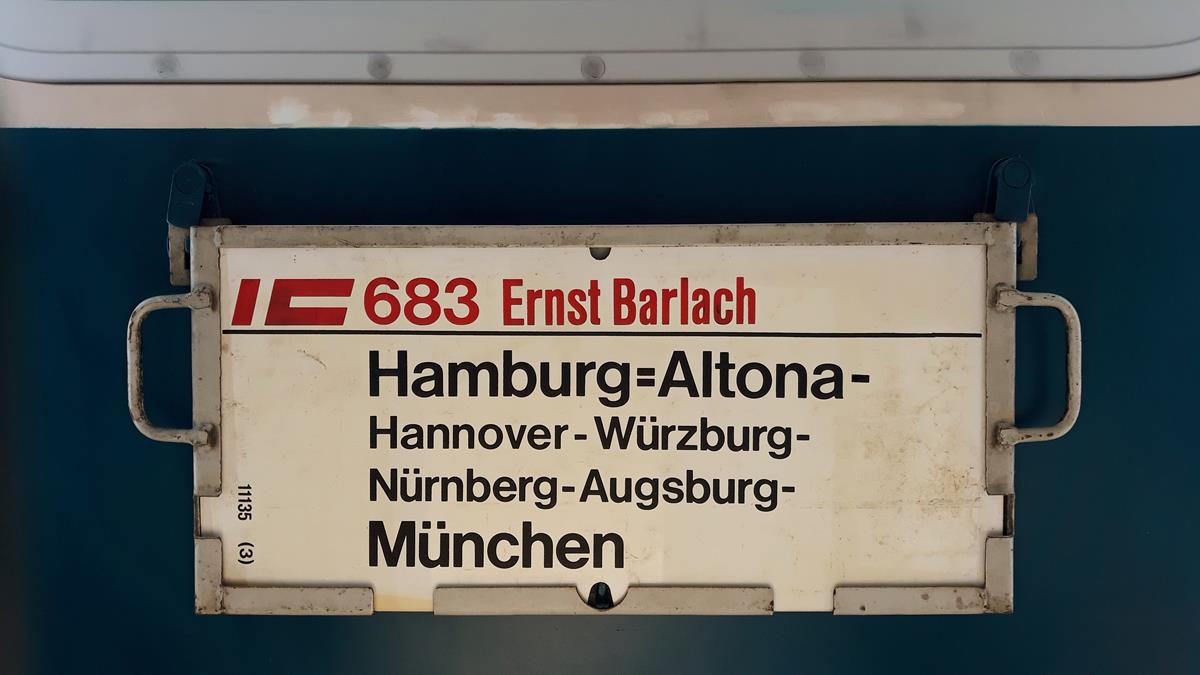 IC 683 Ernst Barlach
Hamburg=Altona-
Hannover-Würzburg-
Nürnberg-Augsburg-
München
11135 (3)